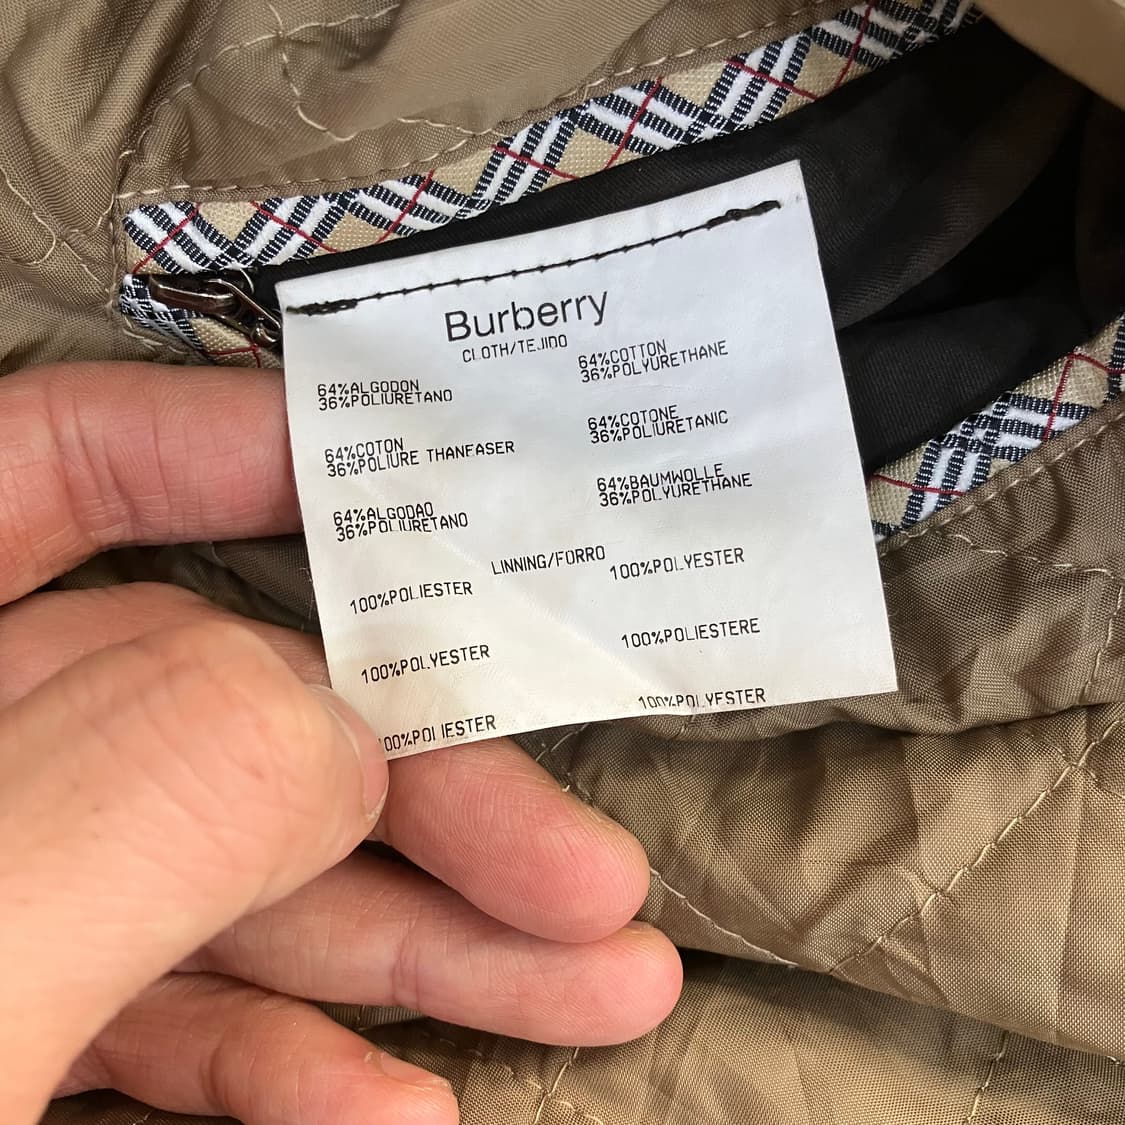 Burberry
CLOTH/TEJIDO
64%ALGODON
36%POLIURETANO
64%COTTON
36%POLYURETHANE
64%COTON
36%POLIURE THANFASER
64%COTONE
36%POLIURETANIC
64%ALGODAO
36%POLIURETANO
64%BAUMWOLLE
36%POLYURETHANE
LINNING/FORRO
100%POLIESTER
100%POLYESTER
100%POLYESTER
100%POLIESTERE
100%POLIESTER
100%POLYESTER